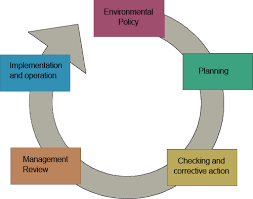 Environmental
Policy
Planning
Checking and
corrective action
Management
Review
Implementation
and operation